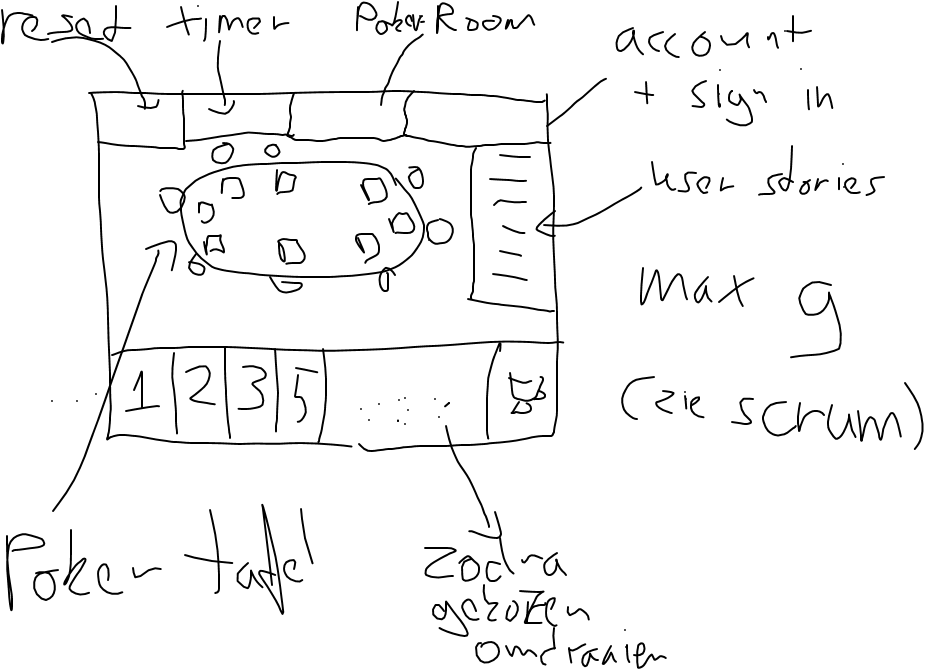 reset timer PokerRoom
account
+ sign in
user stories
max 9
(zie scrum)
1 2 3 5
Poker tafel
zodra
gekozen
omdraaien